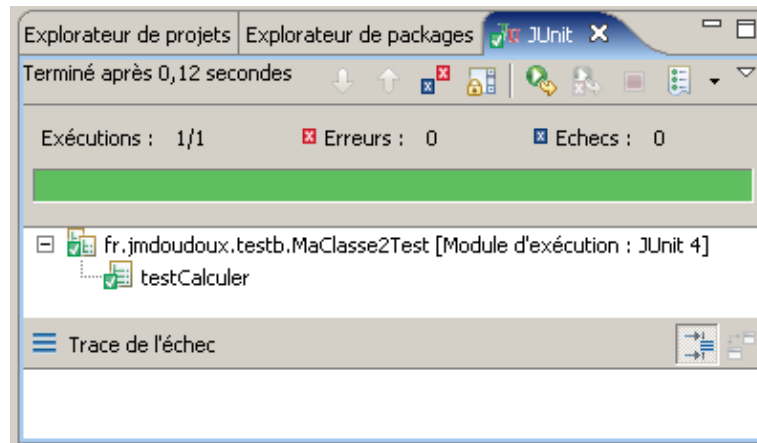 Explorateur de projets Explorateur de packages JUnit
Terminé après 0,12 secondes
Exécutions : 1/1 Erreurs : 0 Echecs : 0
fr.jmdoudoux.testb.MaClasse2Test [Module d'exécution : JUnit 4]
testCalculer
Trace de l'échec